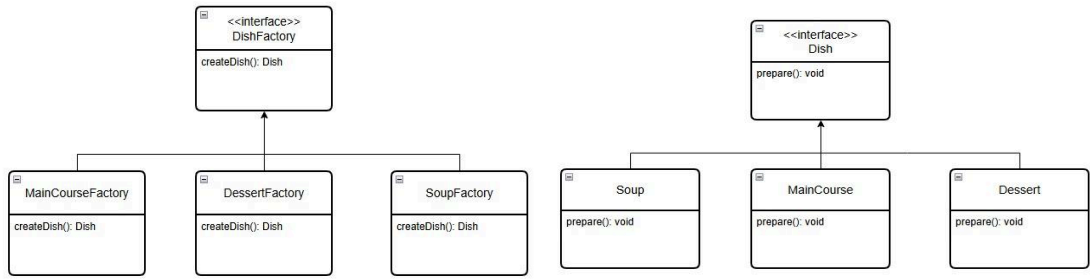 <<interface>>
DishFactory
createDish(): Dish
MainCourseFactory
createDish(): Dish
DessertFactory
createDish(): Dish
SoupFactory
createDish(): Dish
<<interface>>
Dish
prepare(): void
Soup
prepare(): void
MainCourse
prepare(): void
Dessert
prepare(): void